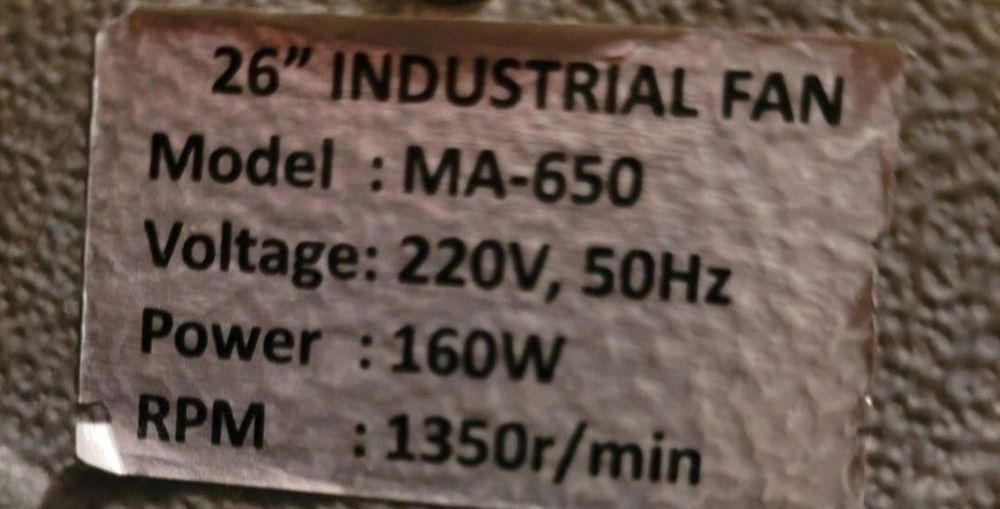 26” INDUSTRIAL FAN
Model : MA-650
Voltage: 220V, 50Hz
Power : 160W
RPM : 1350r/min